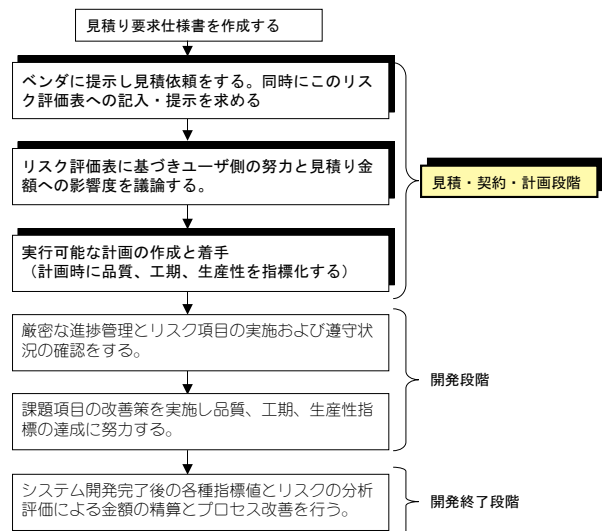 見積り要求仕様書を作成する
ベンダに提示し見積依頼をする。同時にこのリス
ク評価表への記入・提示を求める
リスク評価表に基づきユーザ側の努力と見積り金
額への影響度を議論する。
見積・契約・計画段階
実行可能な計画の作成と着手
（計画時に品質、工期、生産性を指標化する）
厳密な進捗管理とリスク項目の実施および遵守状
況の確認をする。
開発段階
課題項目の改善策を実施し品質、工期、生産性指
標の達成に努力する。
システム開発完了後の各種指標値とリスクの分析
評価による金額の精算とプロセス改善を行う。
開発終了段階